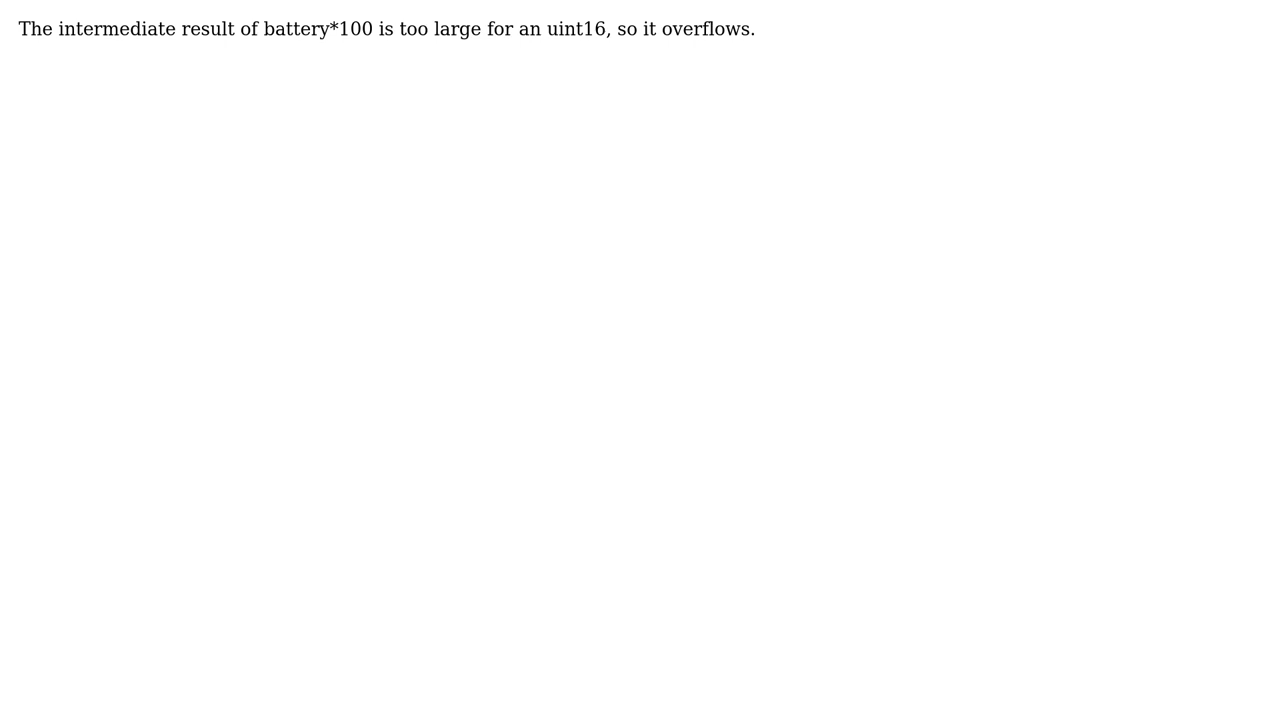 The intermediate result of battery*100 is too large for an uint16, so it overflows.